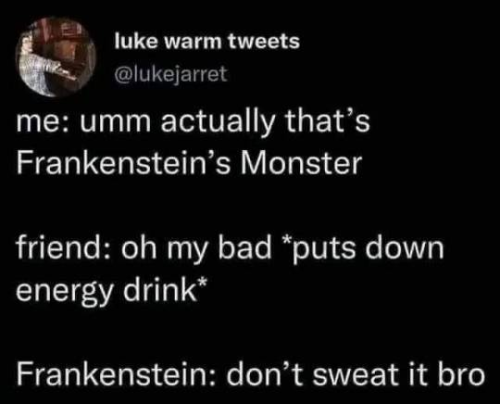 luke warm tweets
@lukejarret
me: umm actually that’s
Frankenstein’s Monster
friend: oh my bad *puts down
energy drink*
Frankenstein: don’t sweat it bro